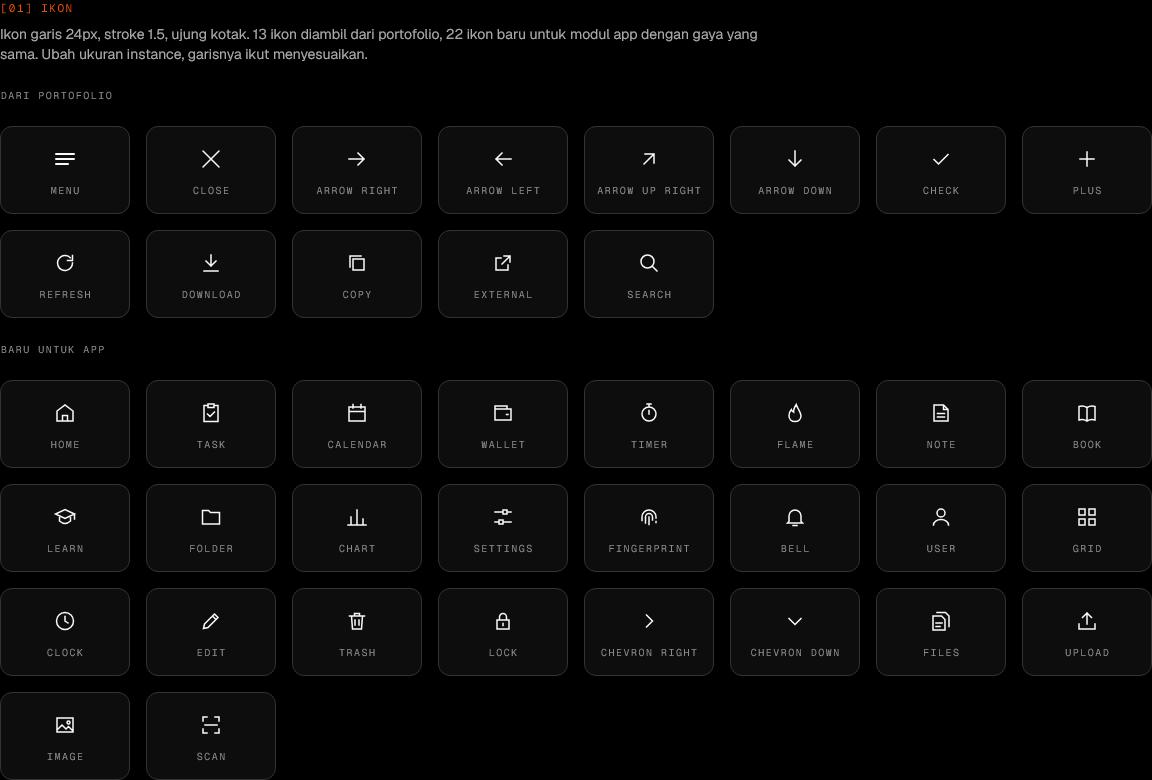 [01] IKON
Ikon garis 24px, stroke 1.5, ujung kotak. 13 ikon diambil dari portofolio, 22 ikon baru untuk modul app dengan gaya yang
sama. Ubah ukuran instance, garisnya ikut menyesuaikan.
DARI PORTOFOLIO
MENU CLOSE ARROW RIGHT ARROW LEFT ARROW UP RIGHT ARROW DOWN CHECK PLUS
REFRESH DOWNLOAD COPY EXTERNAL SEARCH
BARU UNTUK APP
HOME TASK CALENDAR WALLET TIMER FLAME NOTE BOOK
LEARN FOLDER CHART SETTINGS FINGERPRINT BELL USER GRID
CLOCK EDIT TRASH LOCK CHEVRON RIGHT CHEVRON DOWN FILES UPLOAD
IMAGE SCAN